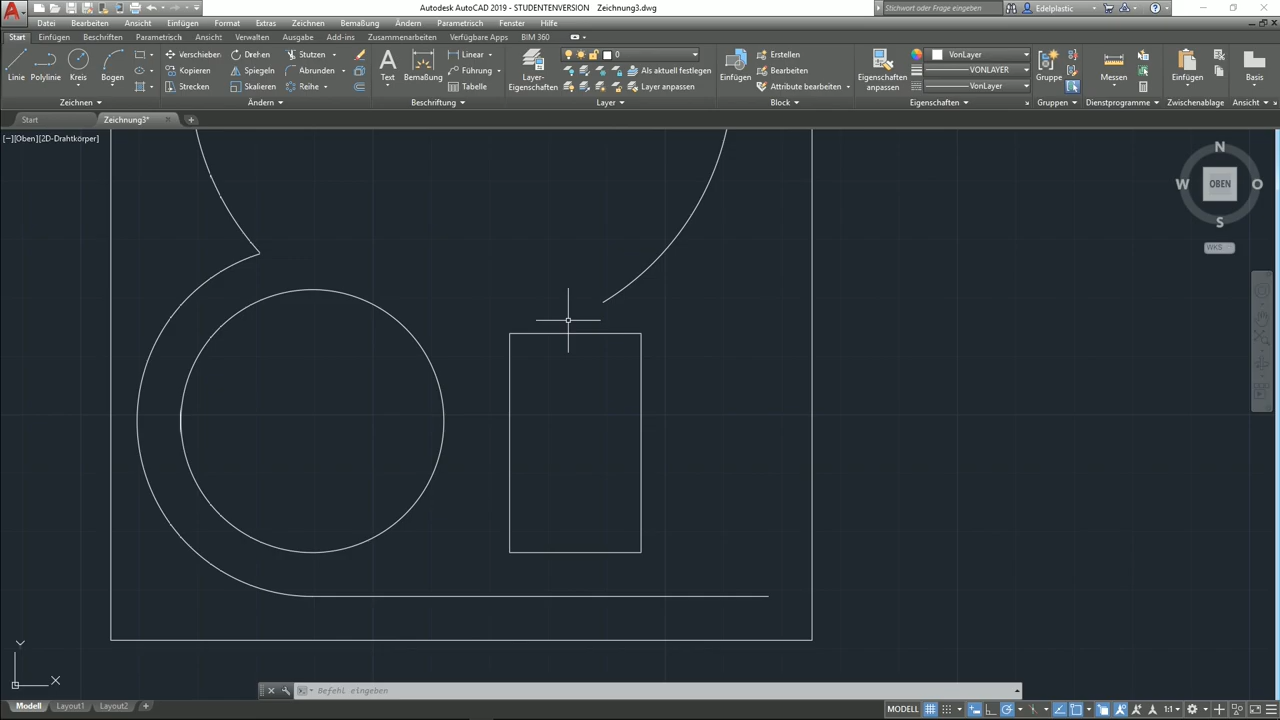 Autodesk AutoCAD 2019 - STUDENTENVERSION Zeichnung3.dwg
Stichwort oder Frage eingeben
Edelplastic
Datei Bearbeiten Ansicht Einfügen Format Extras Zeichnen Bemaßung Ändern Parametrisch Fenster Hilfe
Start Einfügen Beschriften Parametrisch Ansicht Verwalten Ausgabe Add-ins Zusammenarbeiten Verfügbare Apps BIM 360
Linie Polylinie Kreis Bogen
Verschieben Drehen Stutzen
Kopieren Spiegeln Abrunden
Strecken Skalieren Reihe
Text Bemaßung
Linear
Führung
Tabelle
Layer-
Eigenschaften
0
Als aktuell festlegen
Layer anpassen
Einfügen
Erstellen
Bearbeiten
Attribute bearbeiten
Eigenschaften
anpassen
VonLayer
VONLAYER
VonLayer
Gruppe
Messen
Einfügen
Basis
Zeichnen Ändern Beschriftung Layer Block Eigenschaften Gruppen Dienstprogramme Zwischenablage Ansicht
Start Zeichnung3*
[−][Oben][2D-Drahtkörper]
N
W OBEN O
S
WKS
Y
X
Befehl eingeben
Modell Layout1 Layout2
MODELL
1:1